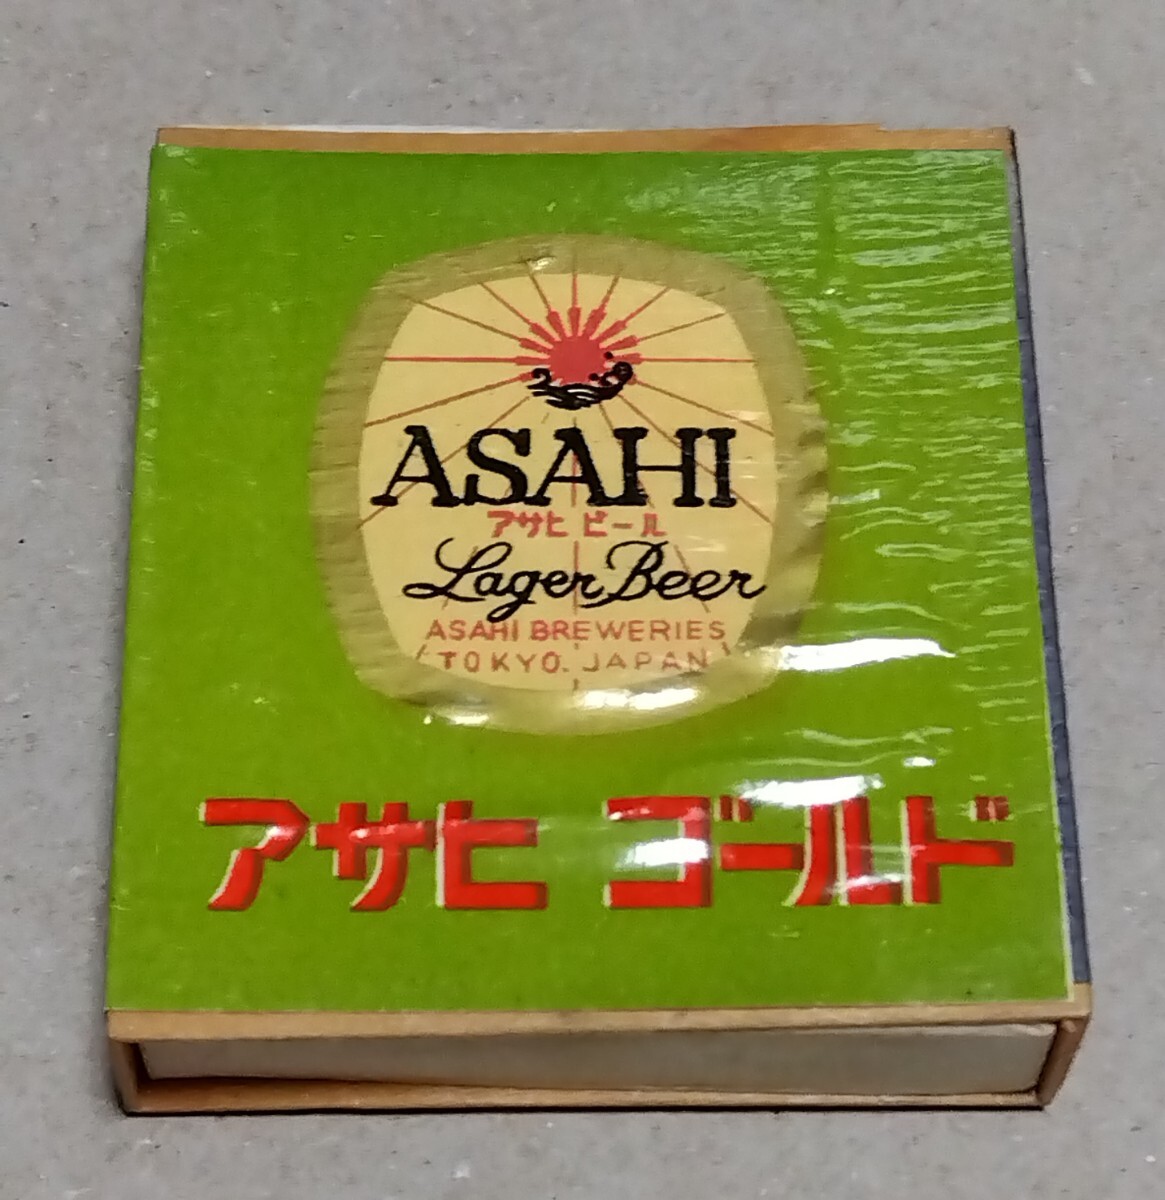 ASAHI
アサヒ ビール
Lager Beer
ASAHI BREWERIES
TOKYO. JAPAN
アサヒ ゴールド